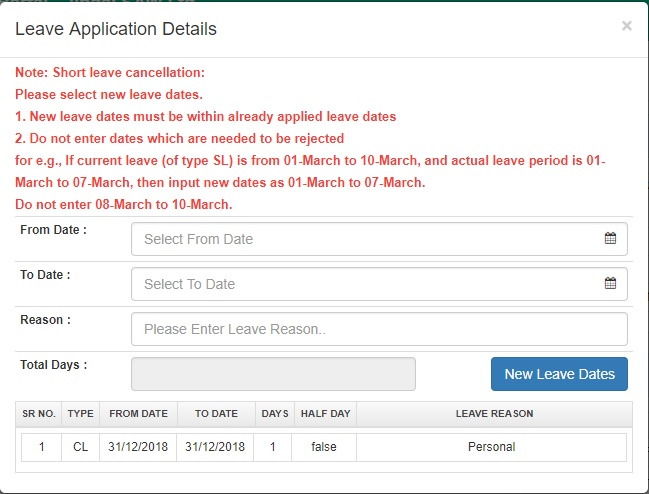 Leave Application Details ×
Note: Short leave cancellation:
Please select new leave dates.
1. New leave dates must be within already applied leave dates
2. Do not enter dates which are needed to be rejected
for e.g., If current leave (of type SL) is from 01-March to 10-March, and actual leave period is 01-
March to 07-March, then input new dates as 01-March to 07-March.
Do not enter 08-March to 10-March.
From Date : Select From Date
To Date : Select To Date
Reason : Please Enter Leave Reason..
Total Days : New Leave Dates
SR NO. TYPE FROM DATE TO DATE DAYS HALF DAY LEAVE REASON
1 CL 31/12/2018 31/12/2018 1 false Personal